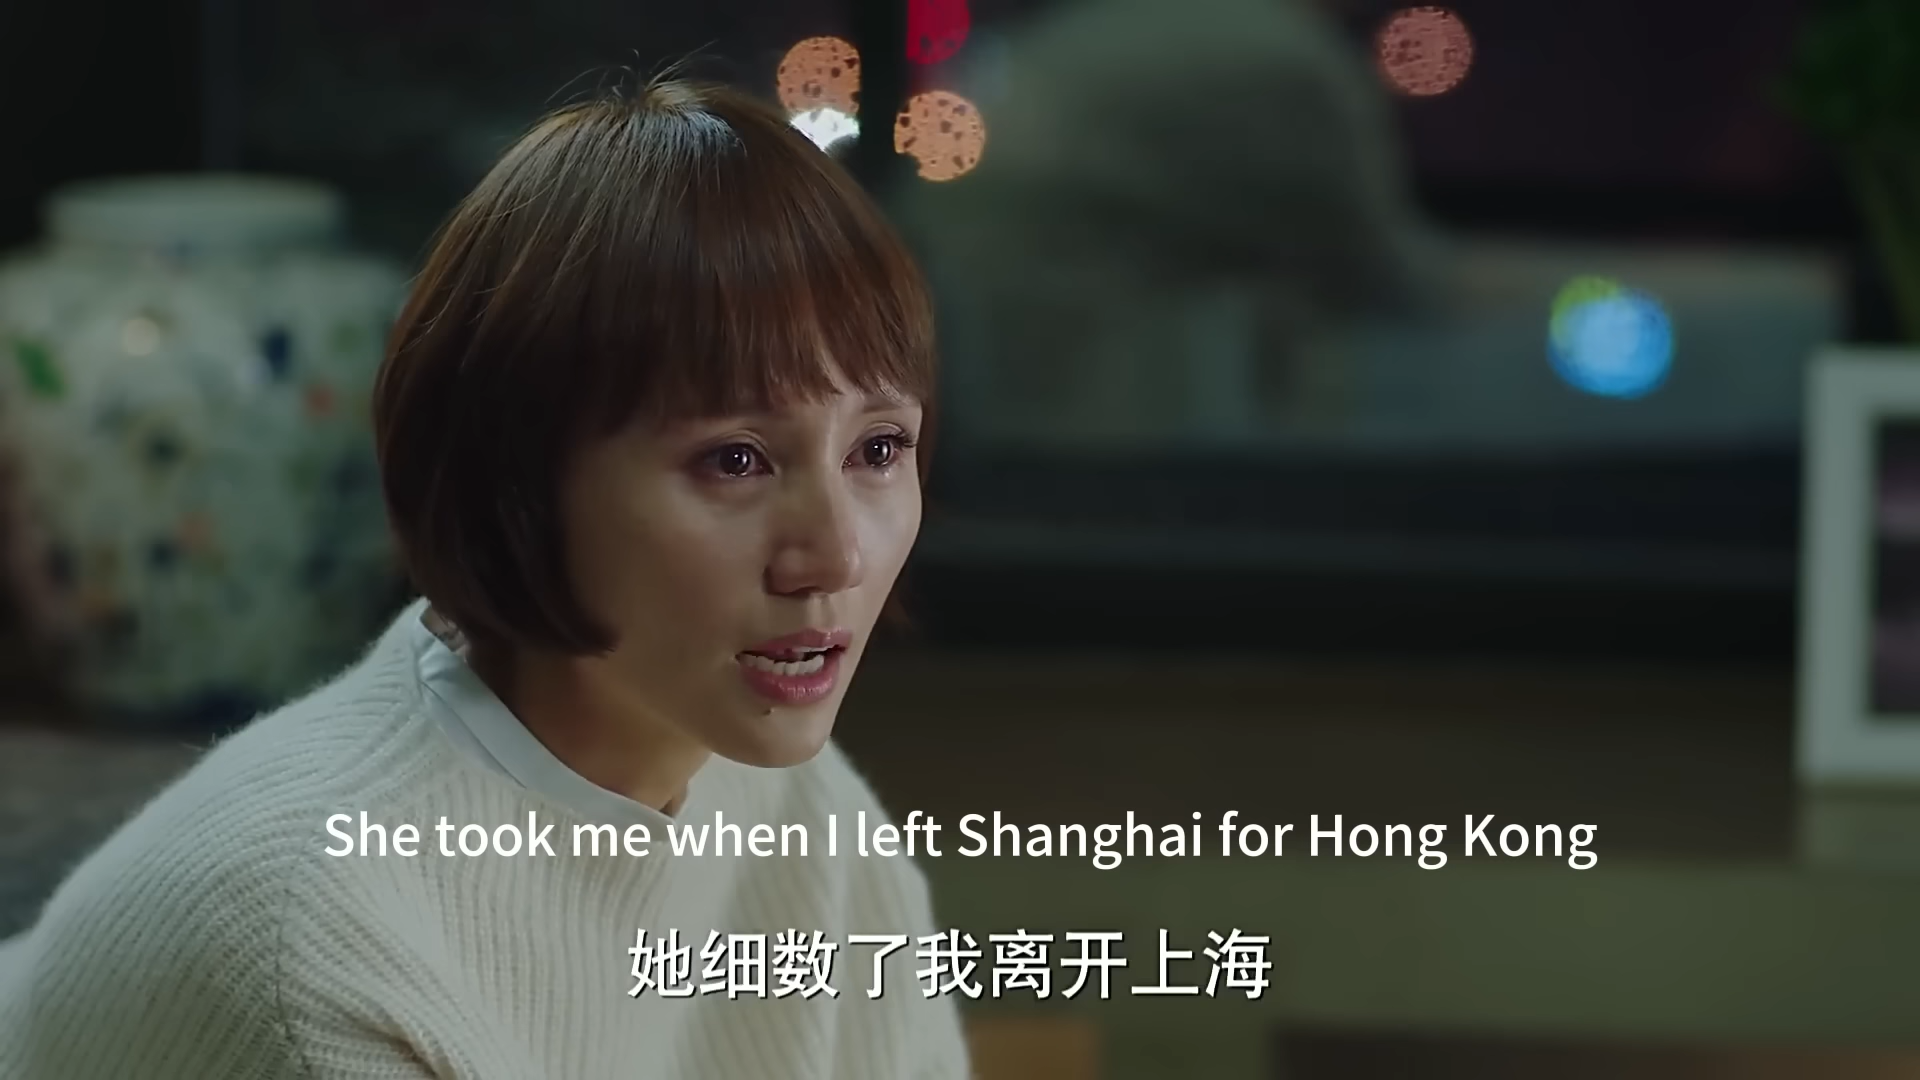 She took me when I left Shanghai for Hong Kong
她细数了我离开上海